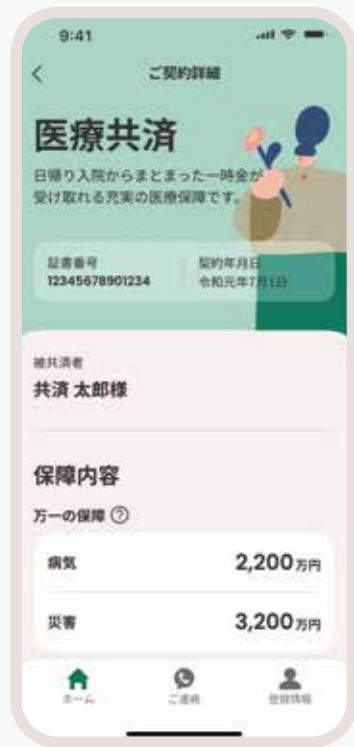 9:41
ご契約詳細
医療共済
日帰り入院からまとまった一時金が
受け取れる充実の医療保障です。
証書番号
契約年月日
12345678901234
令和元年7月1日
被共済者
共済 太郎様
保障内容
万一の保障 ?
病気
2,200万円
災害
3,200万円
ホーム
ご連絡
登録情報